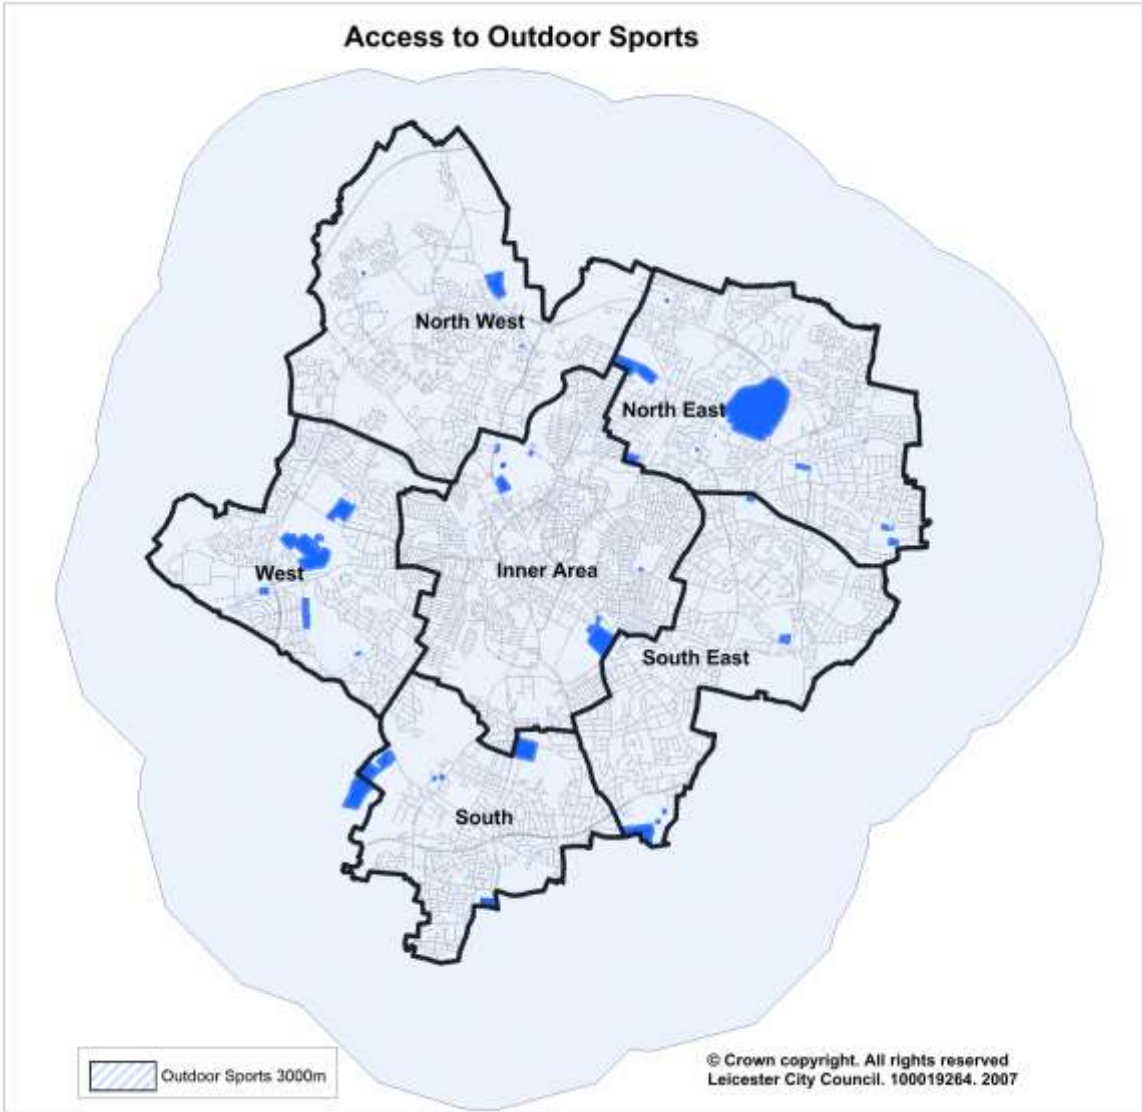 Access to Outdoor Sports
North West
North East
West
Inner Area
South East
South
Outdoor Sports 3000m
© Crown copyright. All rights reserved
Leicester City Council. 100019264. 2007